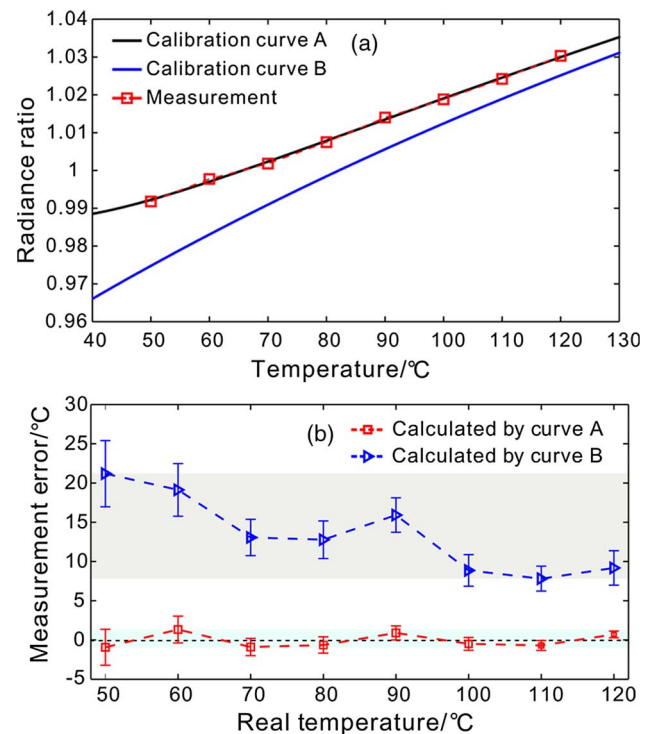 1.04
1.03
1.02
1.01
1
0.99
0.98
0.97
0.96
Radiance ratio
Calibration curve A
Calibration curve B
Measurement
(a)
40 50 60 70 80 90 100 110 120 130
Temperature/℃
30
25
20
15
10
5
0
-5
Measurement error/℃
(b)
Calculated by curve A
Calculated by curve B
50 60 70 80 90 100 110 120
Real temperature/℃